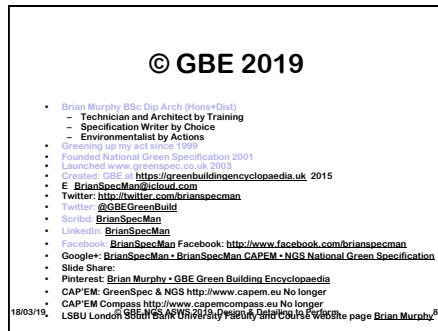 © GBE 2019
• Brian Murphy BSc Dip Arch (Hons+Dist)
– Technician and Architect by Training
– Specification Writer by Choice
– Environmentalist by Actions
• Greening up my act since 1999
• Founded National Green Specification 2001
• Launched www.greenspec.co.uk 2003
• Created: GBE at https://greenbuildingencyclopaedia.uk 2015
• E BrianSpecMan@icloud.com
• Twitter: http://twitter.com/brianspecman
• Twitter: @GBEGreenBuild
• Scribd: BrianSpecMan
• LinkedIn: BrianSpecMan
• Facebook: BrianSpecMan Facebook: http://www.facebook.com/brianspecman
• Google+: BrianSpecMan • BrianSpecMan CAPEM • NGS National Green Specification
• Slide Share:
• Pinterest: Brian Murphy • GBE Green Building Encyclopaedia
• CAP'EM: GreenSpec & NGS http://www.capem.eu No longer
• CAP'EM Compass http://www.capemcompass.eu No longer
• LSBU London South Bank University Faculty and Course website page Brian Murphy
18/03/19 © GBE NGS ASWS 2019 Design & Detailing to Perform 8